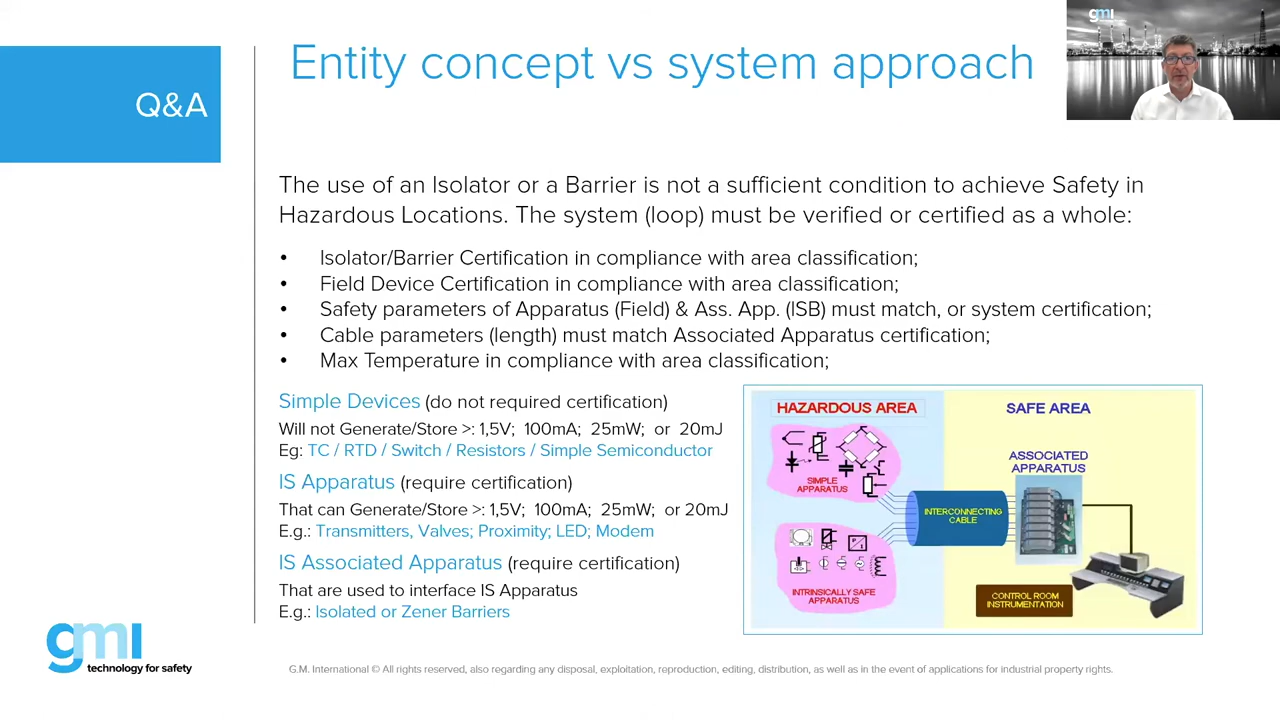 Entity concept vs system approach
gmi
Q&A
The use of an Isolator or a Barrier is not a sufficient condition to achieve Safety in
Hazardous Locations. The system (loop) must be verified or certified as a whole:
• Isolator/Barrier Certification in compliance with area classification;
• Field Device Certification in compliance with area classification;
• Safety parameters of Apparatus (Field) & Ass. App. (ISB) must match, or system certification;
• Cable parameters (length) must match Associated Apparatus certification;
• Max Temperature in compliance with area classification;
Simple Devices (do not required certification)
Will not Generate/Store >: 1,5V; 100mA; 25mW; or 20mJ
Eg: TC / RTD / Switch / Resistors / Simple Semiconductor
IS Apparatus (require certification)
That can Generate/Store >: 1,5V; 100mA; 25mW; or 20mJ
E.g.: Transmitters, Valves; Proximity; LED; Modem
IS Associated Apparatus (require certification)
That are used to interface IS Apparatus
E.g.: Isolated or Zener Barriers
HAZARDOUS AREA
SAFE AREA
SIMPLE
APPARATUS
ASSOCIATED
APPARATUS
INTERCONNECTING
CABLE
INTRINSICALLY SAFE
APPARATUS
CONTROL ROOM
INSTRUMENTATION
gmi
technology for safety
G.M. International © All rights reserved, also regarding any disposal, exploitation, reproduction, editing, distribution, as well as in the event of applications for industrial property rights.